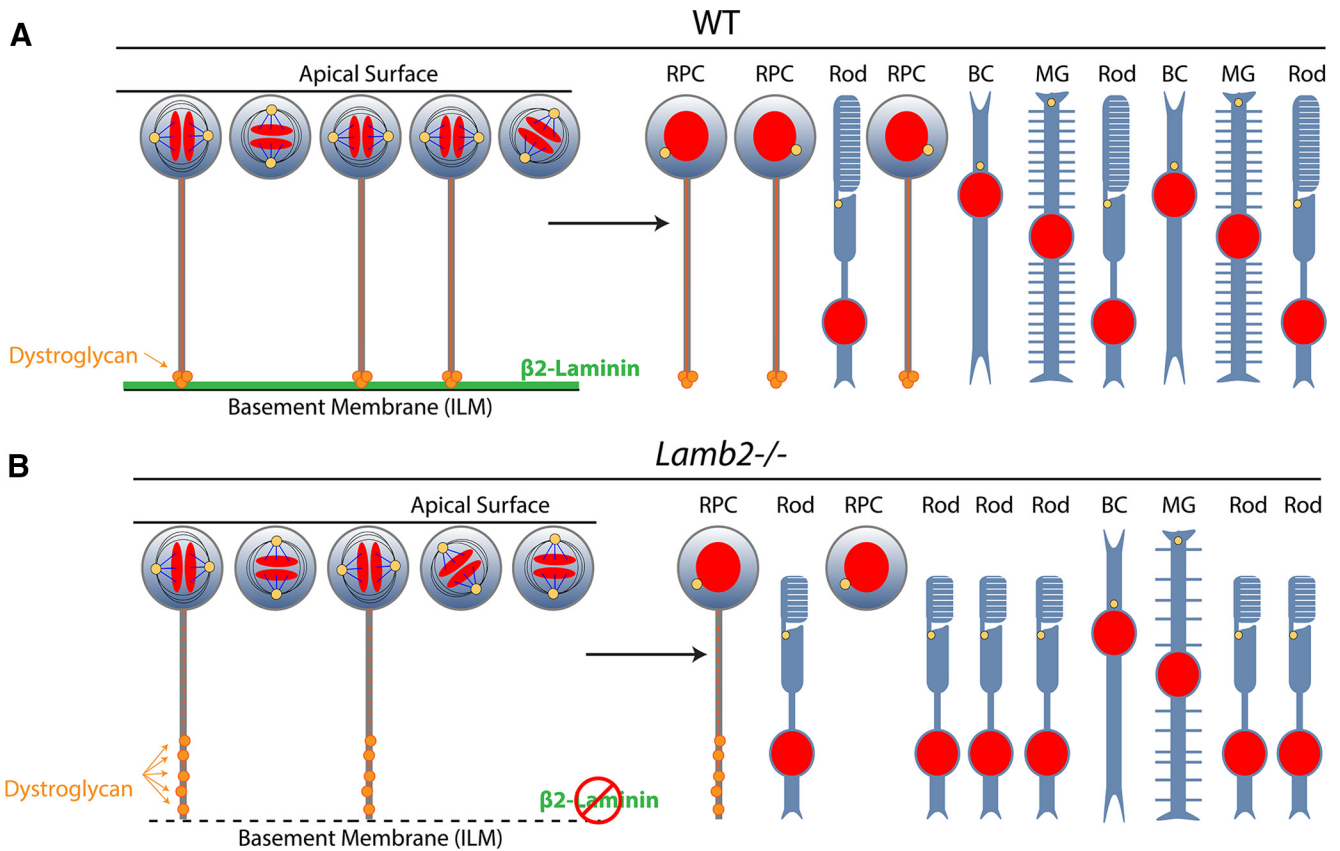 A
WT
Apical Surface
RPC RPC Rod RPC BC MG Rod BC MG Rod
Dystroglycan
β2-Laminin
Basement Membrane (ILM)
B
Lamb2-/-
Apical Surface
RPC Rod RPC Rod Rod Rod BC MG Rod Rod
Dystroglycan
β2-Laminin
Basement Membrane (ILM)